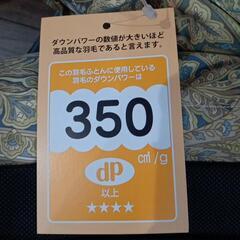 ダウンパワーの数値が大きいほど
高品質な羽毛であると言えます。
この羽毛ふとんに使用している
羽毛のダウンパワーは
350
cm³/g
dp
以上
★★★★